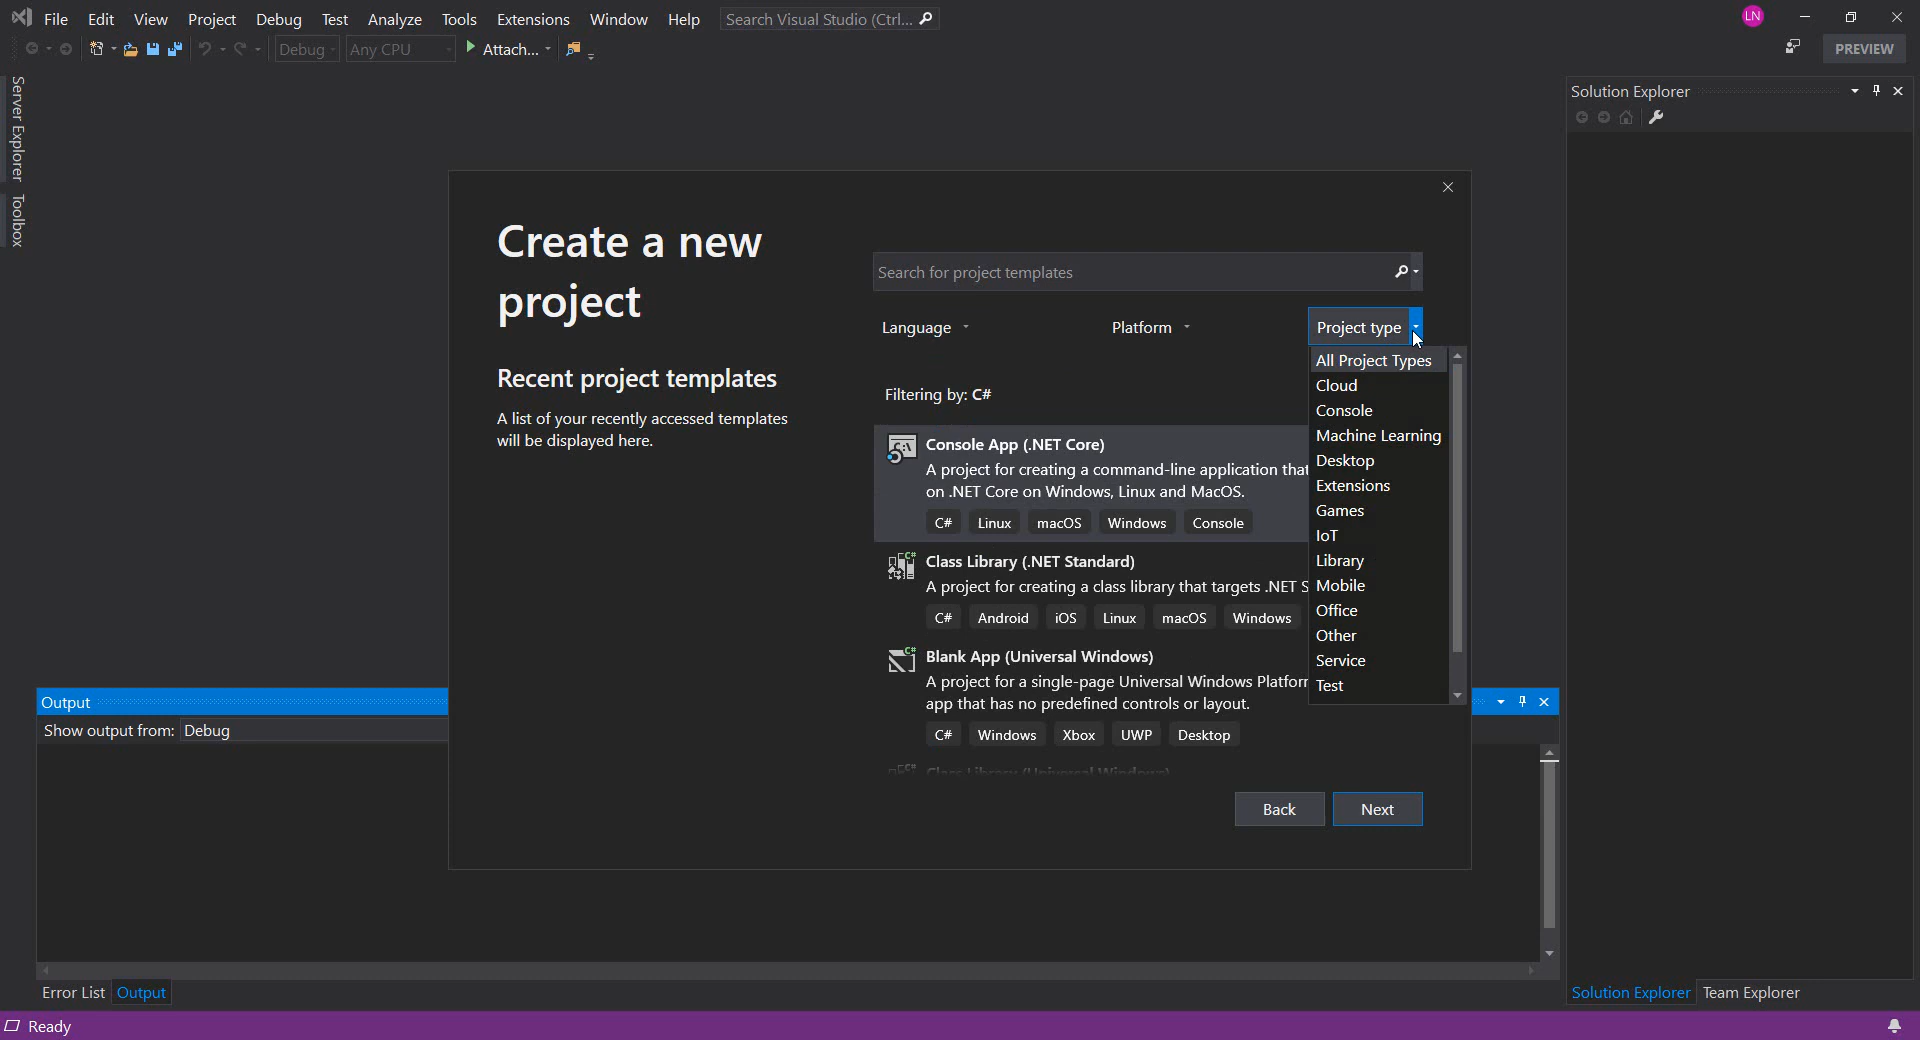 File Edit View Project Debug Test Analyze Tools Extensions Window Help Search Visual Studio (Ctrl... LN
Debug Any CPU Attach... PREVIEW
Server Explorer
Toolbox
Solution Explorer
Create a new
project
Recent project templates
A list of your recently accessed templates
will be displayed here.
Search for project templates
Language Platform Project type
All Project Types
Cloud
Console
Machine Learning
Desktop
Extensions
Games
IoT
Library
Mobile
Office
Other
Service
Test
Filtering by: C#
Console App (.NET Core)
A project for creating a command-line application that
on .NET Core on Windows, Linux and MacOS.
C# Linux macOS Windows Console
Class Library (.NET Standard)
A project for creating a class library that targets .NET S
C# Android iOS Linux macOS Windows
Blank App (Universal Windows)
A project for a single-page Universal Windows Platform
app that has no predefined controls or layout.
C# Windows Xbox UWP Desktop
Class Library (Universal Windows)
Back Next
Output
Show output from: Debug
Error List Output
Solution Explorer Team Explorer
Ready